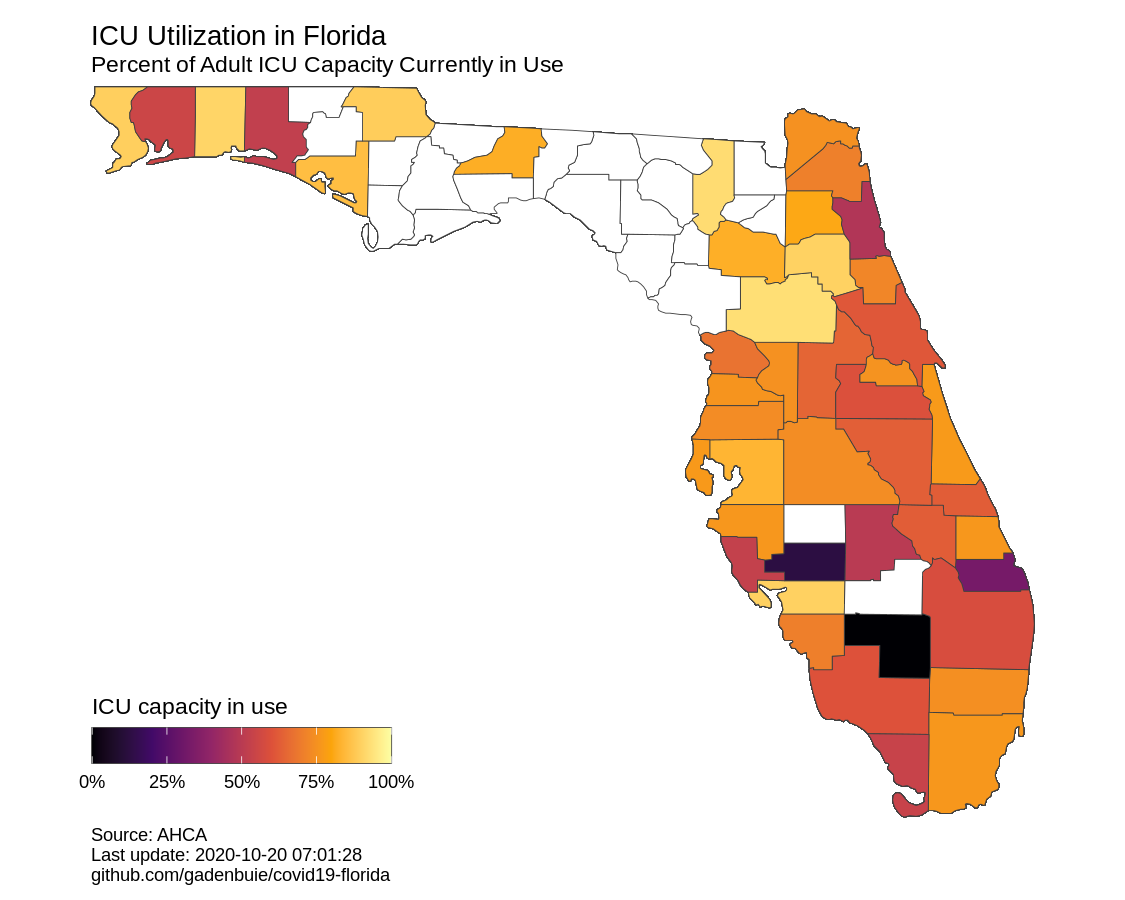 ICU Utilization in Florida
Percent of Adult ICU Capacity Currently in Use
ICU capacity in use
0% 25% 50% 75% 100%
Source: AHCA
Last update: 2020-10-20 07:01:28
github.com/gadenbuie/covid19-florida